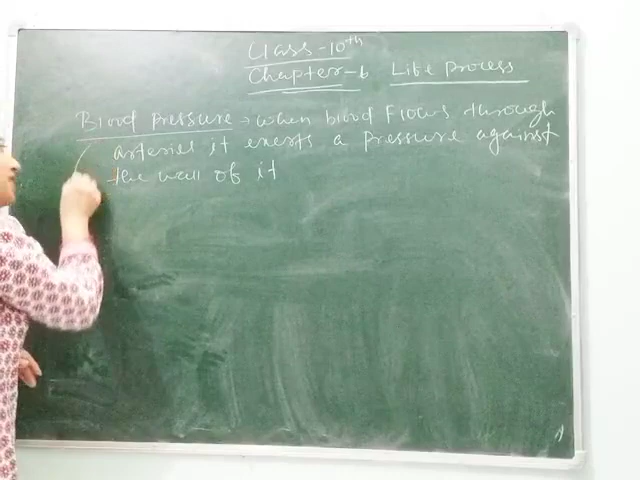 Class-10th
Chapter-6 Life Process
Blood Pressure → when blood Flows through
arteries it exerts a pressure against
the wall of it